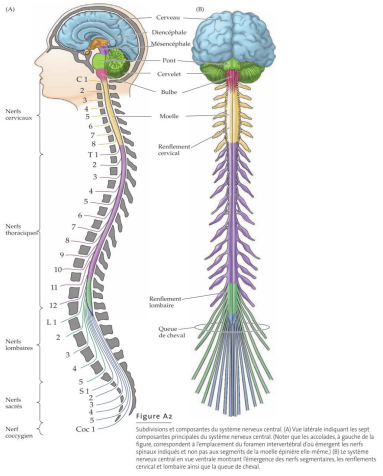 (A)
(B)
Cerveau
Diencéphale
Mésencéphale
Pont
Cervelet
Bulbe
Moelle
Renflement
cervical
Renflement
lombaire
Queue
de cheval
Nerfs
cervicaux
C 1
2
3
4
5
6
7
8
Nerfs
thoraciques
T 1
2
3
4
5
6
7
8
9
10
11
12
Nerfs
lombaires
L 1
2
3
4
5
Nerfs
sacrés
S 1
2
3
4
5
Nerf
coccygien
Coc 1
Figure A2
Subdivisions et composantes du système nerveux central. (A) Vue latérale indiquant les sept
composantes principales du système nerveux central. (Noter que les accolades, à gauche de la
figure, correspondent à l'emplacement du foramen intervertébral d'où émergent les nerfs
spinaux indiqués et non pas aux segments de la moelle épinière elle-même.) (B) Le système
nerveux central en vue ventrale montrant l'émergence des nerfs segmentaires, les renflements
cervical et lombaire ainsi que la queue de cheval.